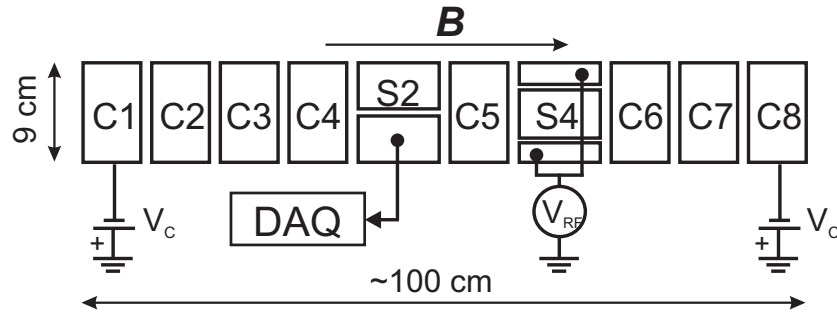 B
9 cm
C1 C2 C3 C4 S2 C5 S4 C6 C7 C8
DAQ
V_RF
+ V_C
+ V_C
~100 cm